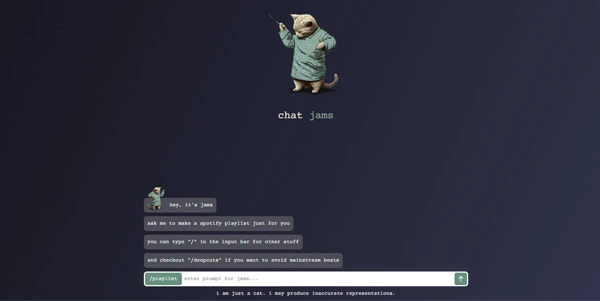 chat jams
hey, it's jams
ask me to make a spotify playlist just for you
you can type "/" in the input bar for other stuff
and checkout "/deepcuts" if you want to avoid mainstream beats
/playlist enter prompt for jams...
i am just a cat. i may produce inaccurate representations.